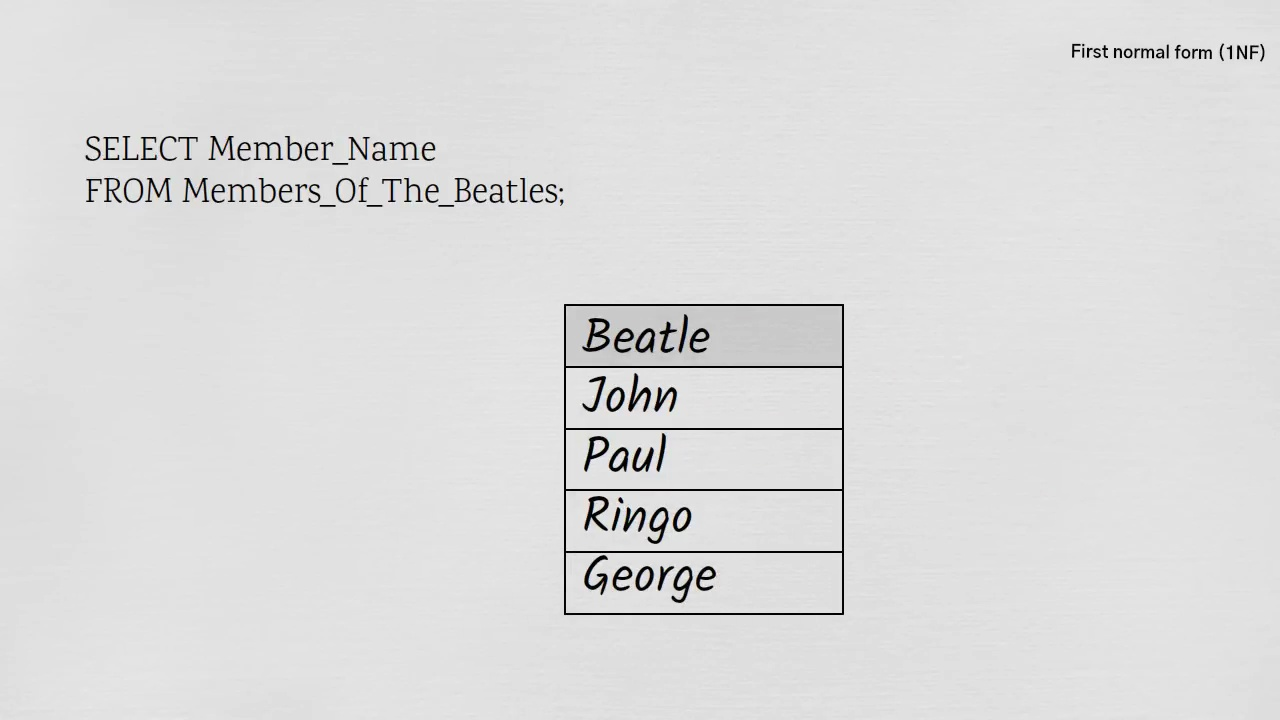 First normal form (1NF)
SELECT Member_Name
FROM Members_Of_The_Beatles;
Beatle
John
Paul
Ringo
George